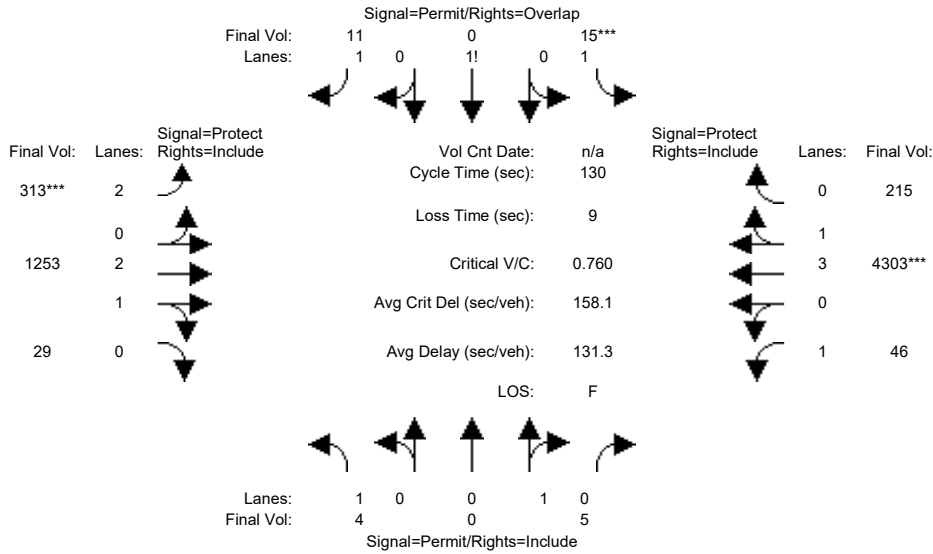 Signal=Permit/Rights=Overlap
Final Vol: 11 0 15***
Lanes: 1 0 1! 0 1
Signal=Protect Signal=Protect
Final Vol: Lanes: Rights=Include Vol Cnt Date: n/a Rights=Include Lanes: Final Vol:
Cycle Time (sec): 130
313*** 2 0 215
Loss Time (sec): 9
0 1
1253 2 Critical V/C: 0.760 3 4303***
1 Avg Crit Del (sec/veh): 158.1 0
29 0 Avg Delay (sec/veh): 131.3 1 46
LOS: F
Lanes: 1 0 0 1 0
Final Vol: 4 0 5
Signal=Permit/Rights=Include